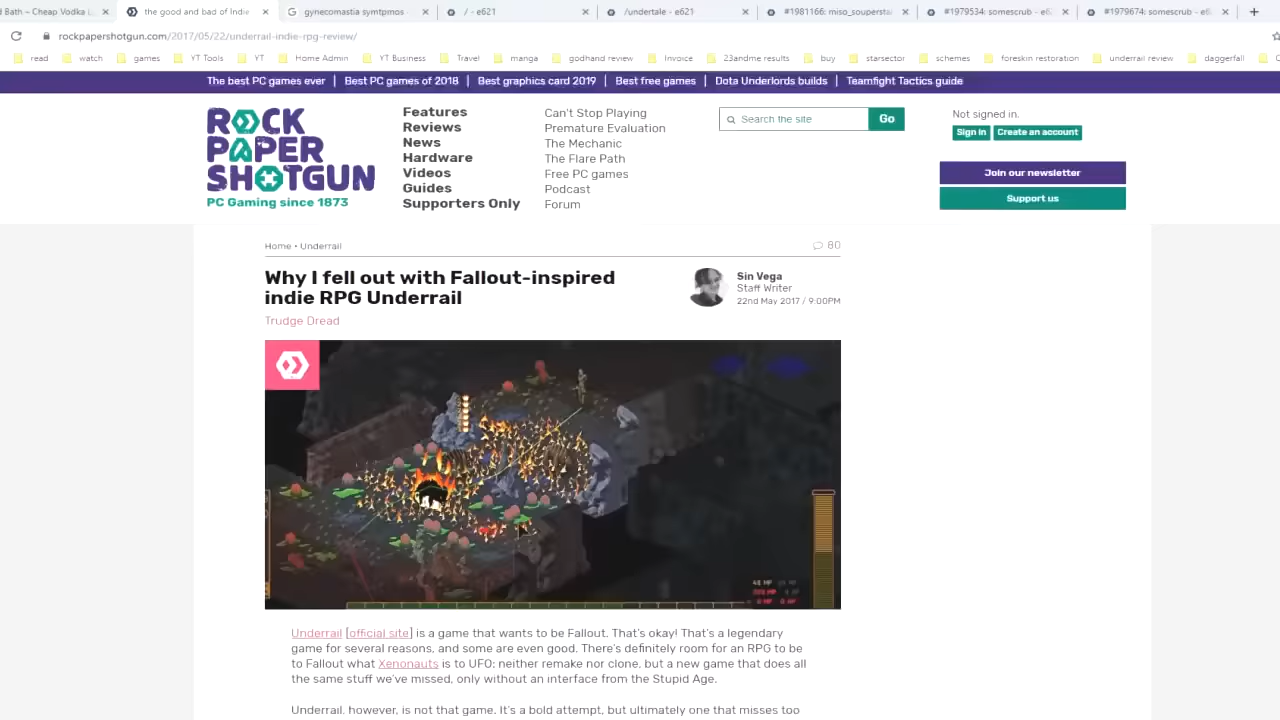 d Bath – Cheap Vodka
the good and bad of Indie
gynecomastia symtpmos
/ - e621
/undertale - e621
#1981166: miso_souperstar
#1979534: somescrub - e6
#1979674: somescrub - e6
rockpapershotgun.com/2017/05/22/underrail-indie-rpg-review/
read
watch
games
YT Tools
YT
Home Admin
YT Business
Travel
manga
godhand review
Invoice
23andme results
buy
starsector
schemes
foreskin restoration
underrail review
daggerfall
The best PC games ever | Best PC games of 2018 | Best graphics card 2019 | Best free games | Dota Underlords builds | Teamfight Tactics guide
ROCK
PAPER
SHOTGUN
PC Gaming since 1873
Features
Reviews
News
Hardware
Videos
Guides
Supporters Only
Can't Stop Playing
Premature Evaluation
The Mechanic
The Flare Path
Free PC games
Podcast
Forum
Search the site
Go
Not signed in.
Sign in Create an account
Join our newsletter
Support us
Home • Underrail
80
Why I fell out with Fallout-inspired
indie RPG Underrail
Trudge Dread
Sin Vega
Staff Writer
22nd May 2017 / 9:00PM
Underrail [official site] is a game that wants to be Fallout. That's okay! That's a legendary
game for several reasons, and some are even good. There's definitely room for an RPG to be
to Fallout what Xenonauts is to UFO: neither remake nor clone, but a new game that does all
the same stuff we've missed, only without an interface from the Stupid Age.
Underrail, however, is not that game. It's a bold attempt, but ultimately one that misses too